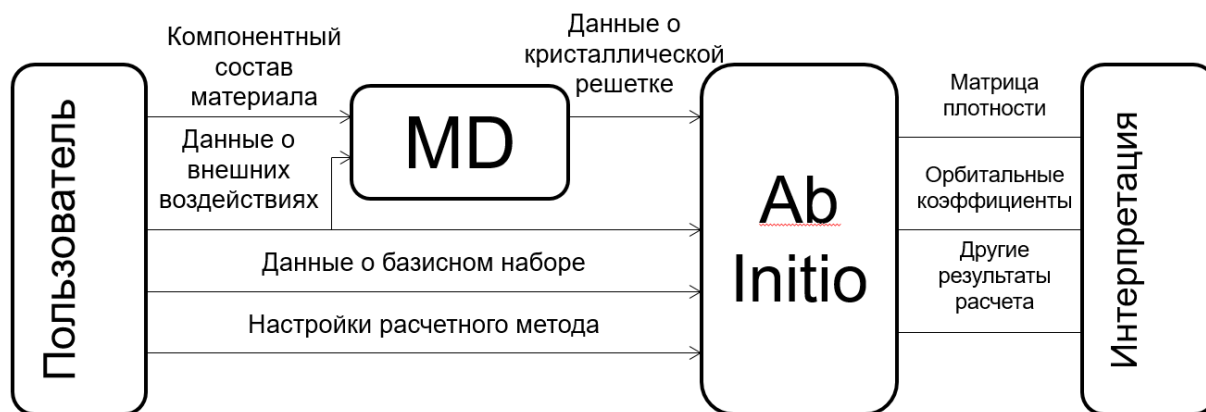 Пользователь
Компонентный
состав
материала
Данные о
внешних
воздействиях
MD
Данные о
кристаллической
решетке
Данные о базисном наборе
Настройки расчетного метода
Ab
Initio
Матрица
плотности
Орбитальные
коэффициенты
Другие
результаты
расчета
Интерпретация